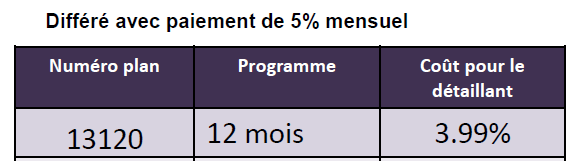 Différé avec paiement de 5% mensuel
Numéro plan Programme Coût pour le détaillant
13120 12 mois 3.99%